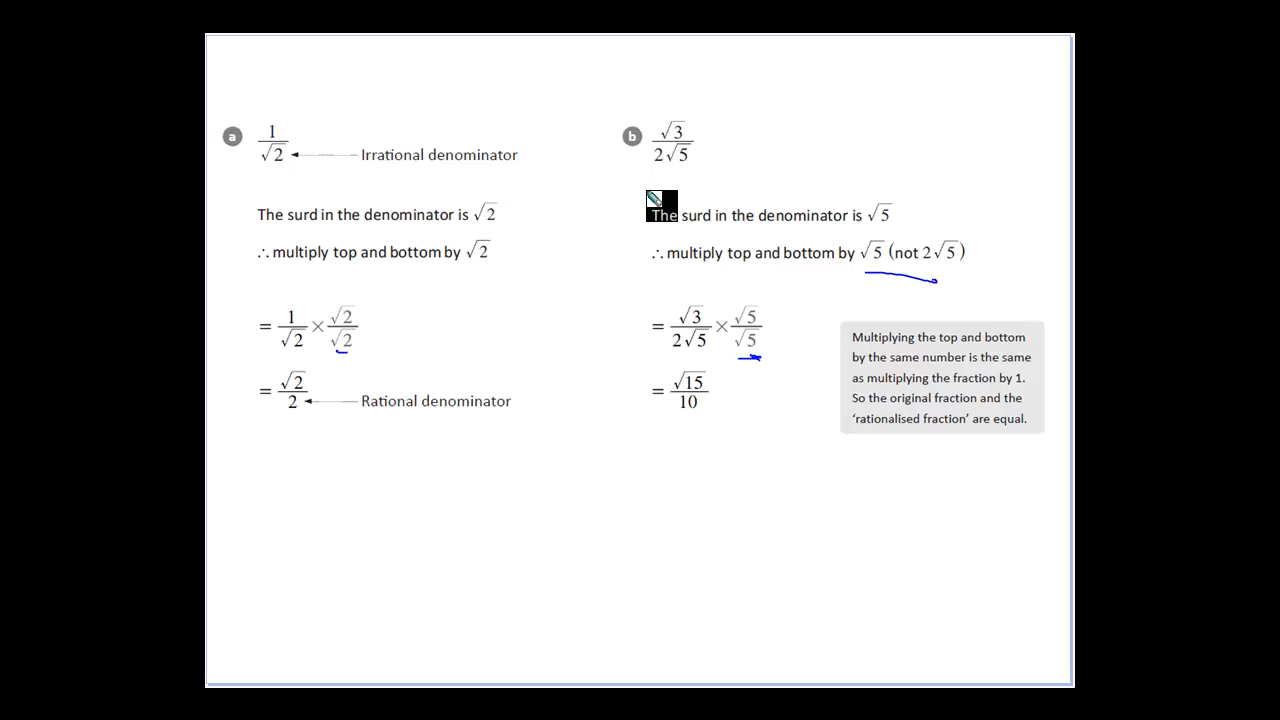 a
1/√2
Irrational denominator
The surd in the denominator is √2
∴ multiply top and bottom by √2
= 1/√2 × √2/√2
= √2/2
Rational denominator
b
√3/2√5
The surd in the denominator is √5
∴ multiply top and bottom by √5 (not 2√5)
= √3/2√5 × √5/√5
= √15/10
Multiplying the top and bottom
by the same number is the same
as multiplying the fraction by 1.
So the original fraction and the
‘rationalised fraction’ are equal.